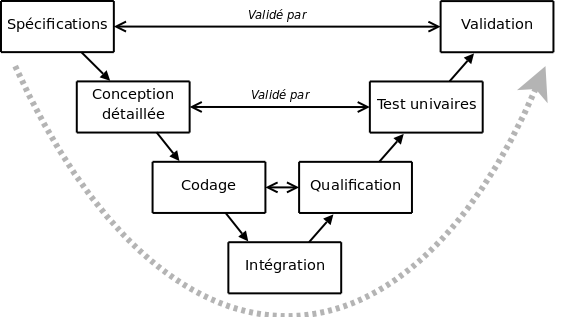 Spécifications
Validé par
Validation
Conception
détaillée
Validé par
Test univaires
Codage
Qualification
Intégration